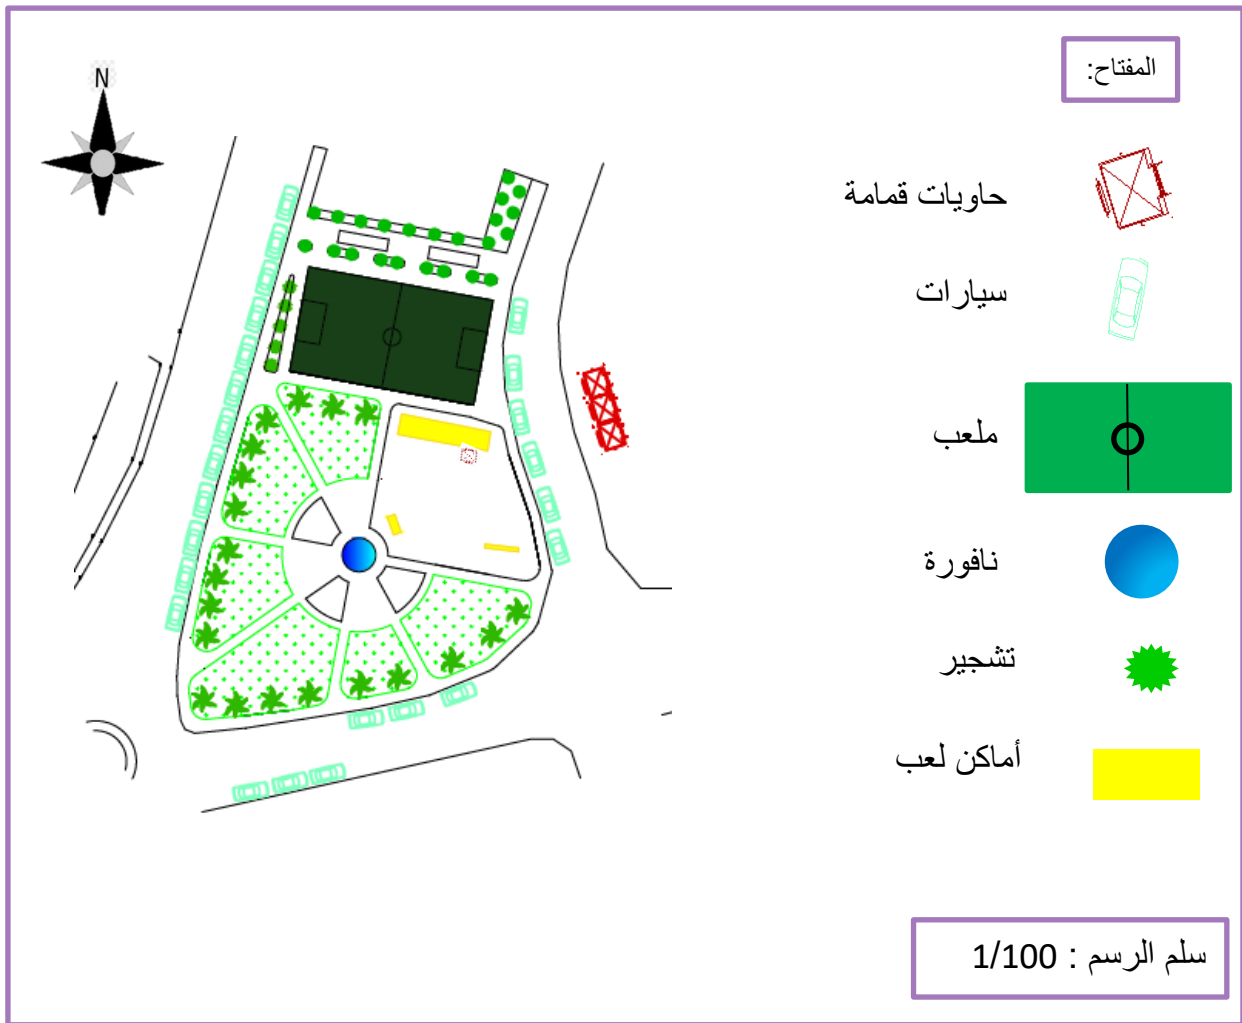 N
المفتاح:
حاويات قمامة
سيارات
ملعب
نافورة
تشجير
أماكن لعب
سلم الرسم : 1/100